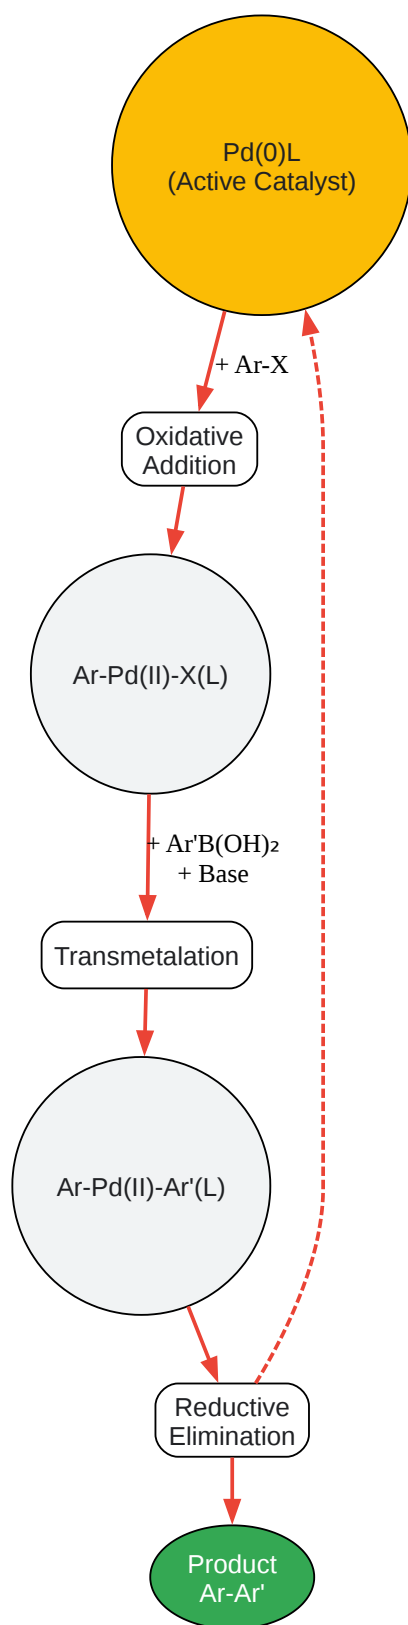 Pd(0)L
(Active Catalyst)
+ Ar-X
Oxidative
Addition
Ar-Pd(II)-X(L)
+ Ar'B(OH)₂
+ Base
Transmetalation
Ar-Pd(II)-Ar'(L)
Reductive
Elimination
Product
Ar-Ar'